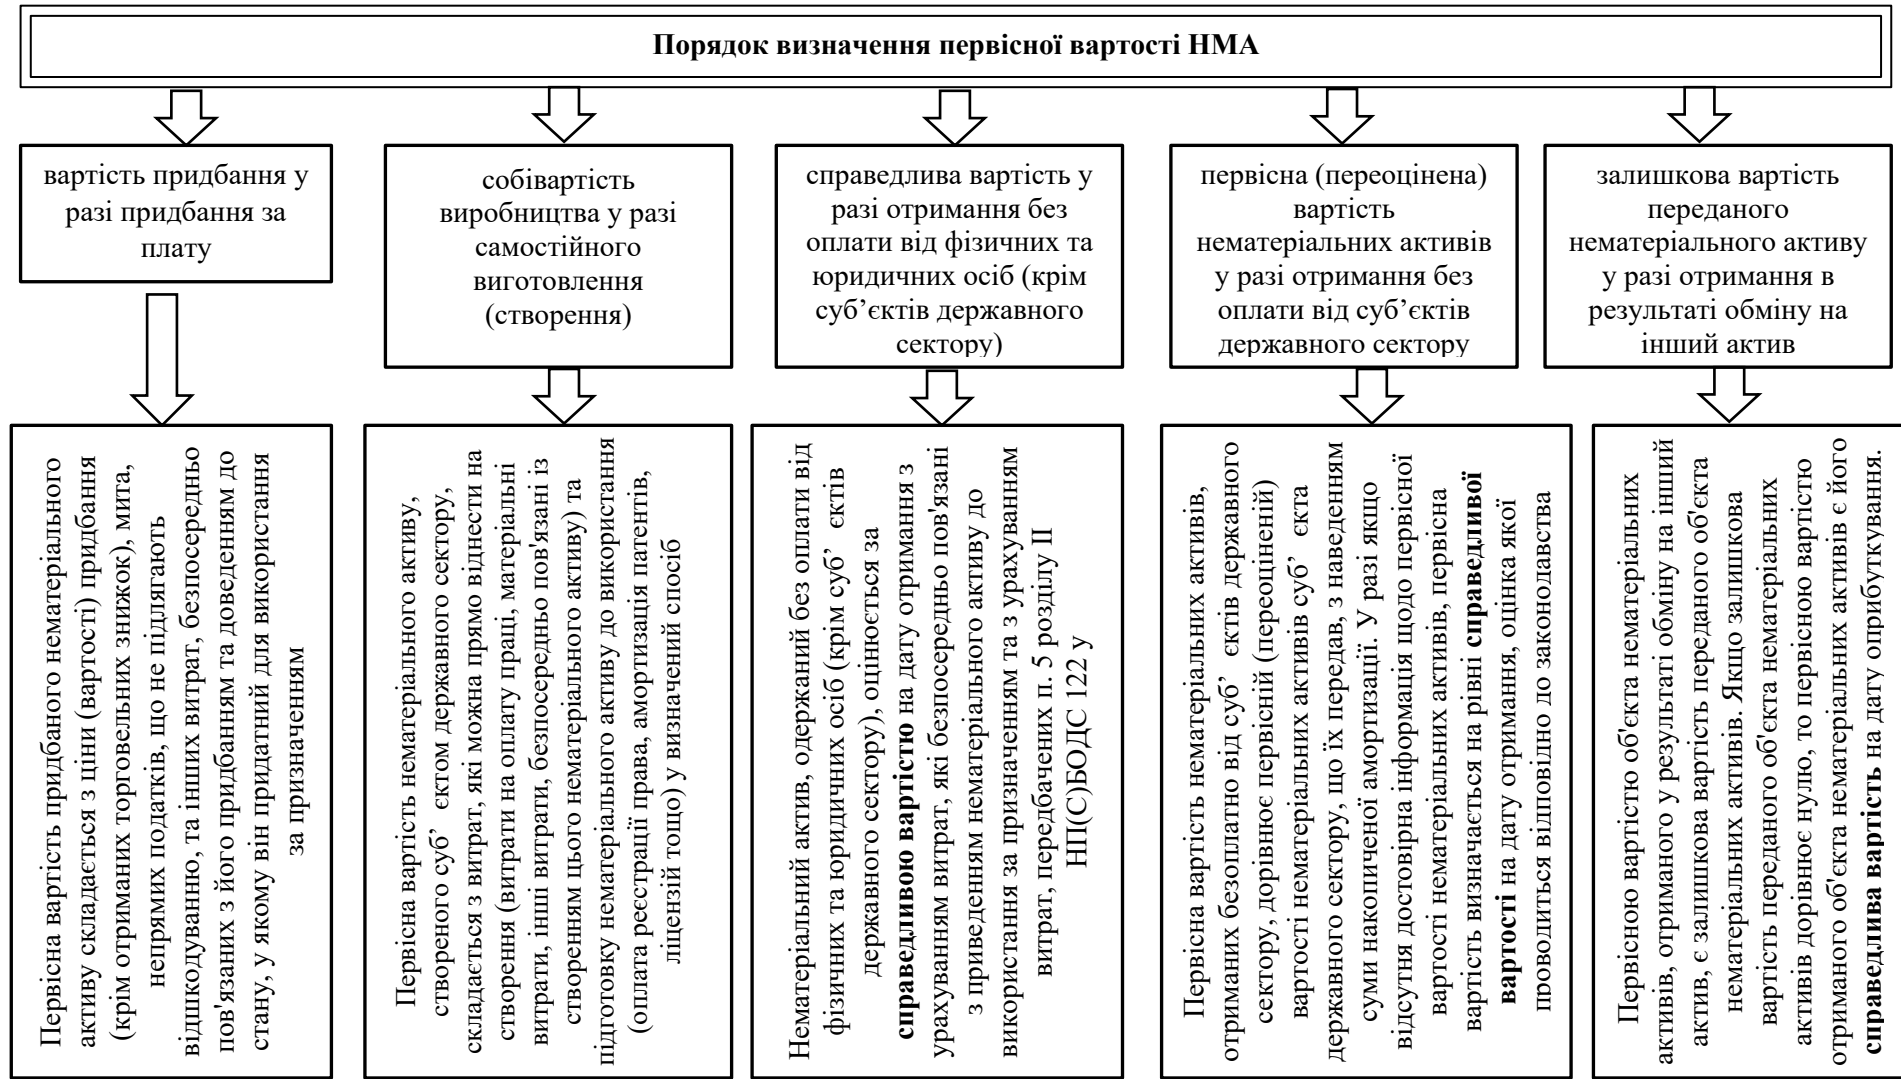 Порядок визначення первісної вартості НМА
вартість придбання у
разі придбання за
плату
собівартість
виробництва у разі
самостійного
виготовлення
(створення)
справедлива вартість у
разі отримання без
оплати від фізичних та
юридичних осіб (крім
суб’єктів державного
сектору)
первісна (переоцінена)
вартість
нематеріальних активів
у разі отримання без
оплати від суб’єктів
державного сектору
залишкова вартість
переданого
нематеріального активу
у разі отримання в
результаті обміну на
інший актив
Первісна вартість придбаного нематеріального
активу складається з ціни (вартості) придбання
(крім отриманих торговельних знижок), мита,
непрямих податків, що не підлягають
відшкодуванню, та інших витрат, безпосередньо
пов'язаних з його придбанням та доведенням до
стану, у якому він придатний для використання
за призначенням
Первісна вартість нематеріального активу,
створеного суб’ єктом державного сектору,
складається з витрат, які можна прямо віднести на
створення (витрати на оплату праці, матеріальні
витрати, інші витрати, безпосередньо пов'язані із
створенням цього нематеріального активу) та
підготовку нематеріального активу до використання
(оплата реєстрації права, амортизація патентів,
ліцензій тощо) у визначений спосіб
Нематеріальний актив, одержаний без оплати від
фізичних та юридичних осіб (крім суб’ єктів
державного сектору), оцінюється за
справедливою вартістю на дату отримання з
урахуванням витрат, які безпосередньо пов'язані
з приведенням нематеріального активу до
використання за призначенням та з урахуванням
витрат, передбачених п. 5 розділу ІІ
НП(С)БОДС 122 у
Первісна вартість нематеріальних активів,
отриманих безоплатно від суб’ єктів державного
сектору, дорівнює первісній (переоціненій)
вартості нематеріальних активів суб’ єкта
державного сектору, що їх передав, з наведенням
суми накопиченої амортизації. У разі якщо
відсутня достовірна інформація щодо первісної
вартості нематеріальних активів, первісна
вартість визначається на рівні справедливої
вартості на дату отримання, оцінка якої
проводиться відповідно до законодавства
Первісною вартістю об'єкта нематеріальних
активів, отриманого у результаті обміну на інший
актив, є залишкова вартість переданого об'єкта
нематеріальних активів. Якщо залишкова
вартість переданого об'єкта нематеріальних
активів дорівнює нулю, то первісною вартістю
отриманого об'єкта нематеріальних активів є його
справедлива вартість на дату оприбуткування.